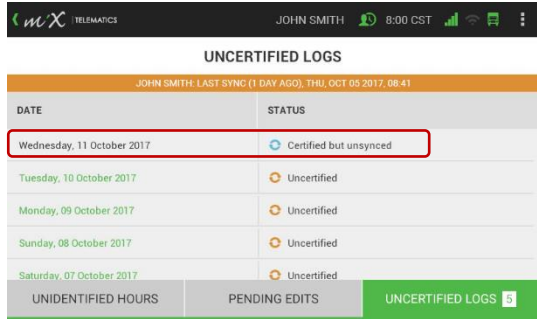 MiX TELEMATICS JOHN SMITH 8:00 CST
UNCERTIFIED LOGS
JOHN SMITH: LAST SYNC (1 DAY AGO), THU, OCT 05 2017, 08:41
DATE STATUS
Wednesday, 11 October 2017 Certified but unsynced
Tuesday, 10 October 2017 Uncertified
Monday, 09 October 2017 Uncertified
Sunday, 08 October 2017 Uncertified
Saturday, 07 October 2017 Uncertified
UNIDENTIFIED HOURS PENDING EDITS UNCERTIFIED LOGS 5